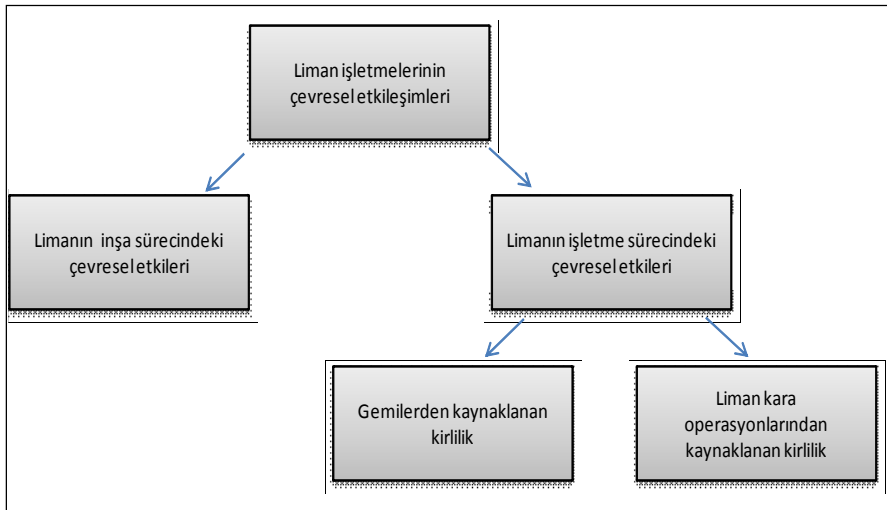 Liman işletmelerinin
çevresel etkileşimleri
Limanın inşa sürecindeki
çevresel etkileri
Limanın işletme sürecindeki
çevresel etkileri
Gemilerden kaynaklanan
kirlilik
Liman kara
operasyonlarından
kaynaklanan kirlilik